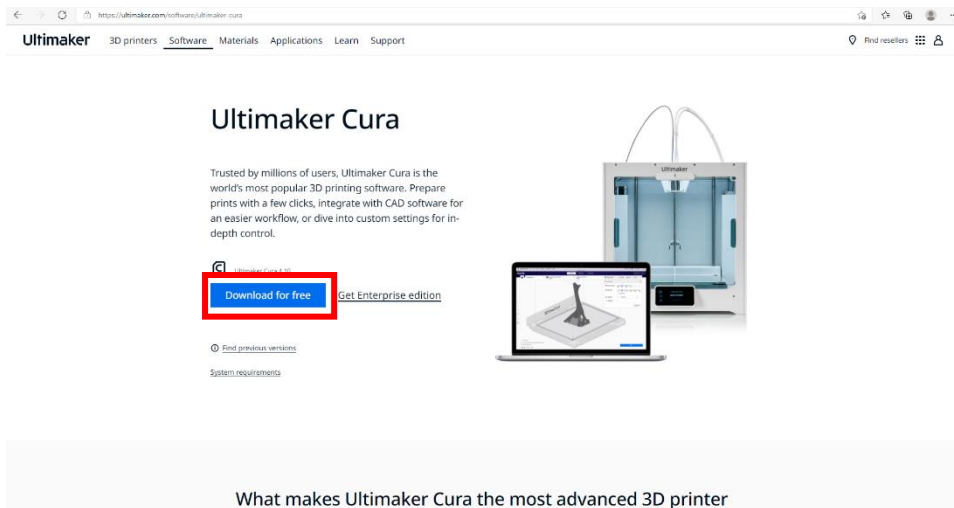 https://ultimaker.com/software/ultimaker-cura
Ultimaker 3D printers Software Materials Applications Learn Support Find resellers
Ultimaker Cura
Trusted by millions of users, Ultimaker Cura is the
world's most popular 3D printing software. Prepare
prints with a few clicks, integrate with CAD software for
an easier workflow, or dive into custom settings for in-
depth control.
Ultimaker
Ultimaker Cura 4.10
Download for free Get Enterprise edition
Find previous versions
System requirements
What makes Ultimaker Cura the most advanced 3D printer